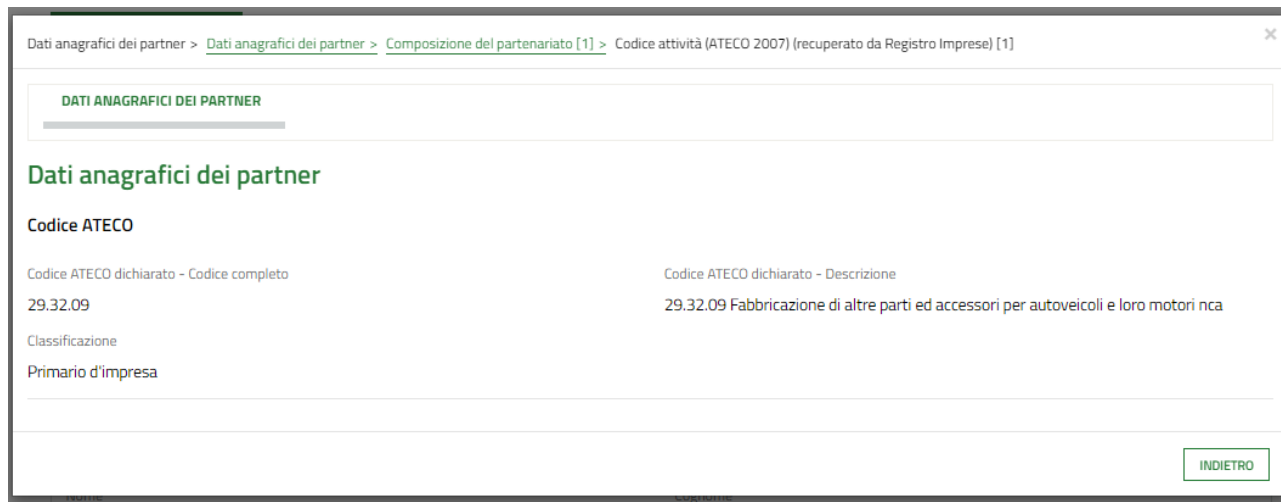 Dati anagrafici dei partner > Dati anagrafici dei partner > Composizione del partenariato [1] > Codice attività (ATECO 2007) (recuperato da Registro Imprese) [1]
×
DATI ANAGRAFICI DEI PARTNER
Dati anagrafici dei partner
Codice ATECO
Codice ATECO dichiarato - Codice completo
Codice ATECO dichiarato - Descrizione
29.32.09
29.32.09 Fabbricazione di altre parti ed accessori per autoveicoli e loro motori nca
Classificazione
Primario d'impresa
INDIETRO
Nome
Cognome